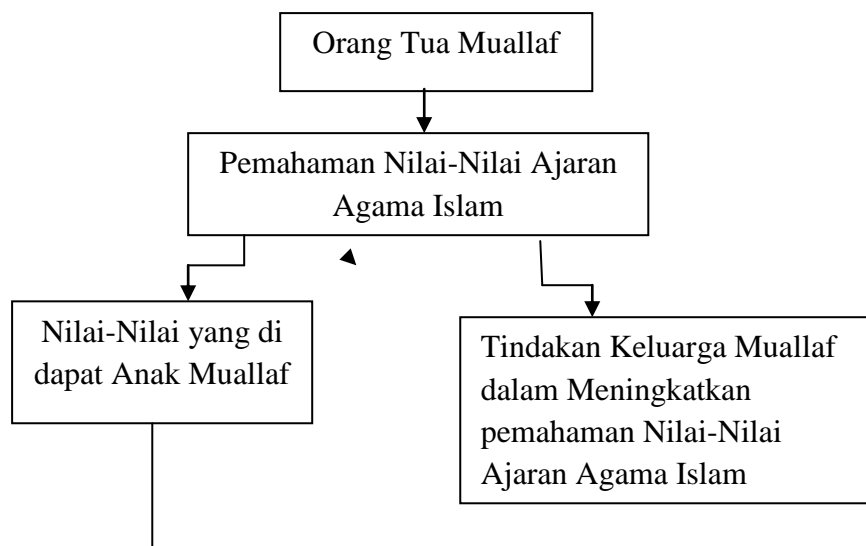 Orang Tua Muallaf
Pemahaman Nilai-Nilai Ajaran
Agama Islam
Nilai-Nilai yang di
dapat Anak Muallaf
Tindakan Keluarga Muallaf
dalam Meningkatkan
pemahaman Nilai-Nilai
Ajaran Agama Islam